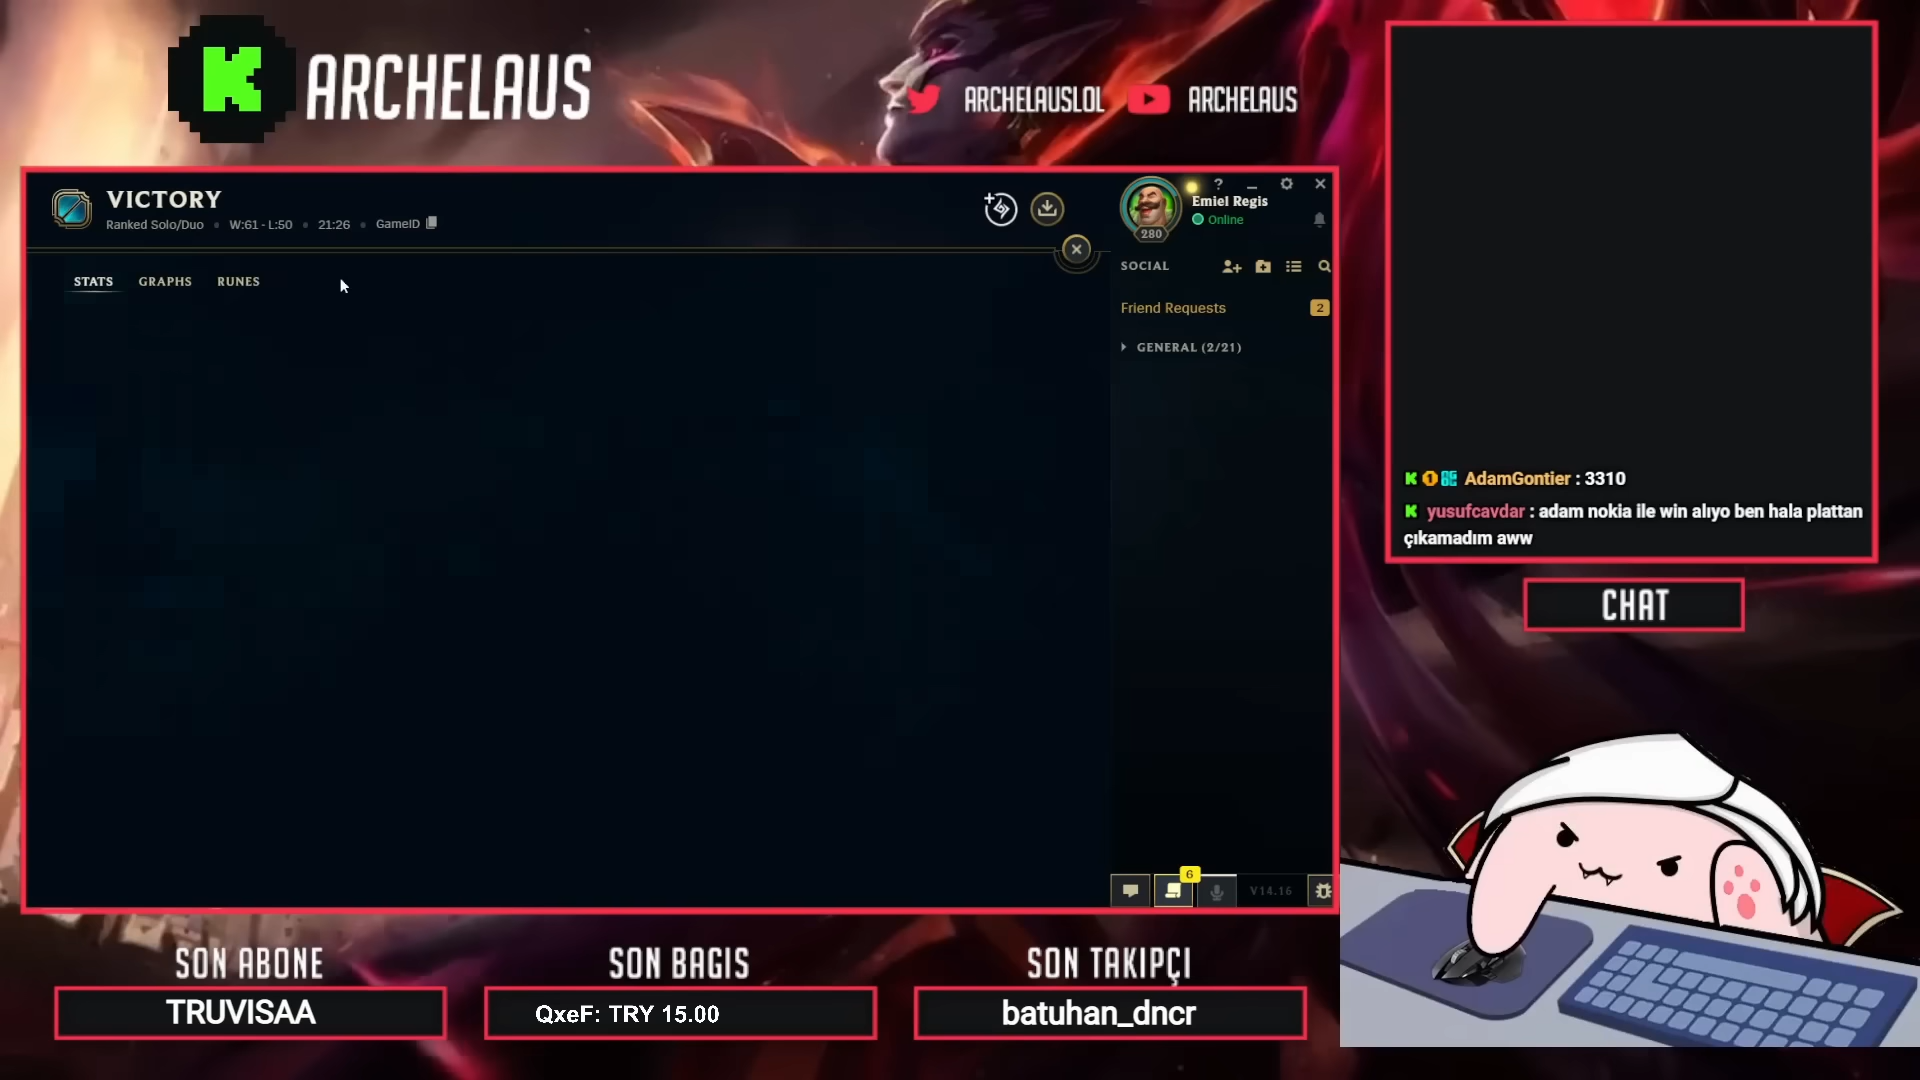 K ARCHELAUS
ARCHELAUSLOL
ARCHELAUS
VICTORY
Ranked Solo/Duo • W:61 - L:50 • 21:26 • GameID
280
Emiel Regis
Online
STATS GRAPHS RUNES
SOCIAL
Friend Requests 2
GENERAL (2/21)
6
V14.16
AdamGontier : 3310
yusufcavdar : adam nokia ile win alıyo ben hala plattan
çıkamadım aww
CHAT
SON ABONE
TRUVISAA
SON BAGIS
QxeF: TRY 15.00
SON TAKIPÇI
batuhan_dncr